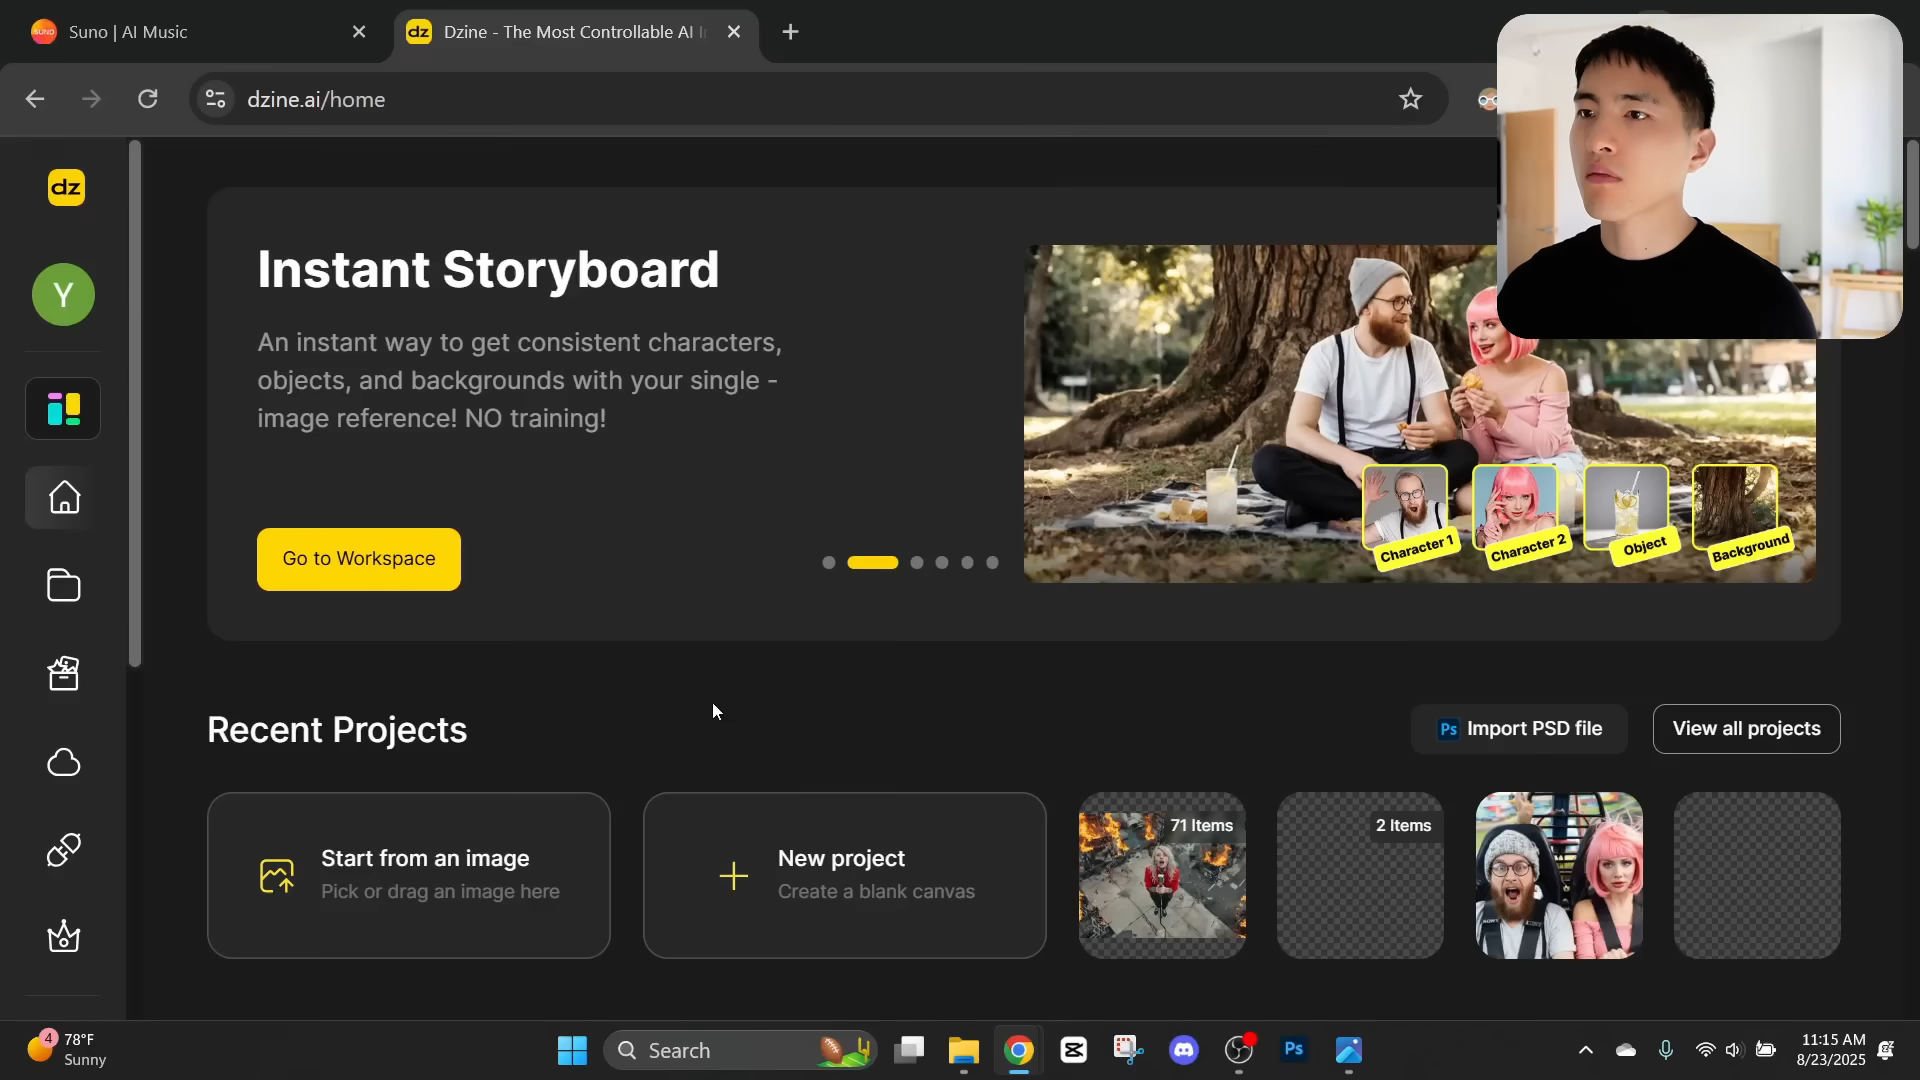 Suno | AI Music
Dzine - The Most Controllable AI
dzine.ai/home
dz
Y
Instant Storyboard
An instant way to get consistent characters,
objects, and backgrounds with your single -
image reference! NO training!
Go to Workspace
Character 1
Character 2
Object
Background
Recent Projects
Ps Import PSD file
View all projects
Start from an image
Pick or drag an image here
New project
Create a blank canvas
71 Items
2 Items
4
78°F
Sunny
Search
Ps
11:15 AM
8/23/2025